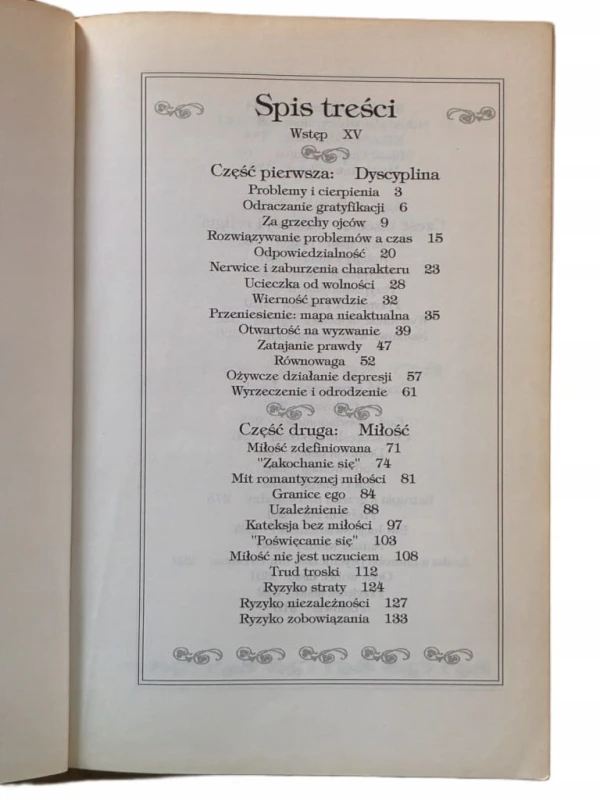 Spis treści
Wstęp XV
Część pierwsza: Dyscyplina
Problemy i cierpienia 3
Odraczanie gratyfikacji 6
Za grzechy ojców 9
Rozwiązywanie problemów a czas 15
Odpowiedzialność 20
Nerwice i zaburzenia charakteru 23
Ucieczka od wolności 28
Wierność prawdzie 32
Przeniesienie: mapa nieaktualna 35
Otwartość na wyzwanie 39
Zatajanie prawdy 47
Równowaga 52
Ożywcze działanie depresji 57
Wyrzeczenie i odrodzenie 61
Część druga: Miłość
Miłość zdefiniowana 71
"Zakochanie się" 74
Mit romantycznej miłości 81
Granice ego 84
Uzależnienie 88
Kateksja bez miłości 97
"Poświęcanie się" 103
Miłość nie jest uczuciem 108
Trud troski 112
Ryzyko straty 124
Ryzyko niezależności 127
Ryzyko zobowiązania 133